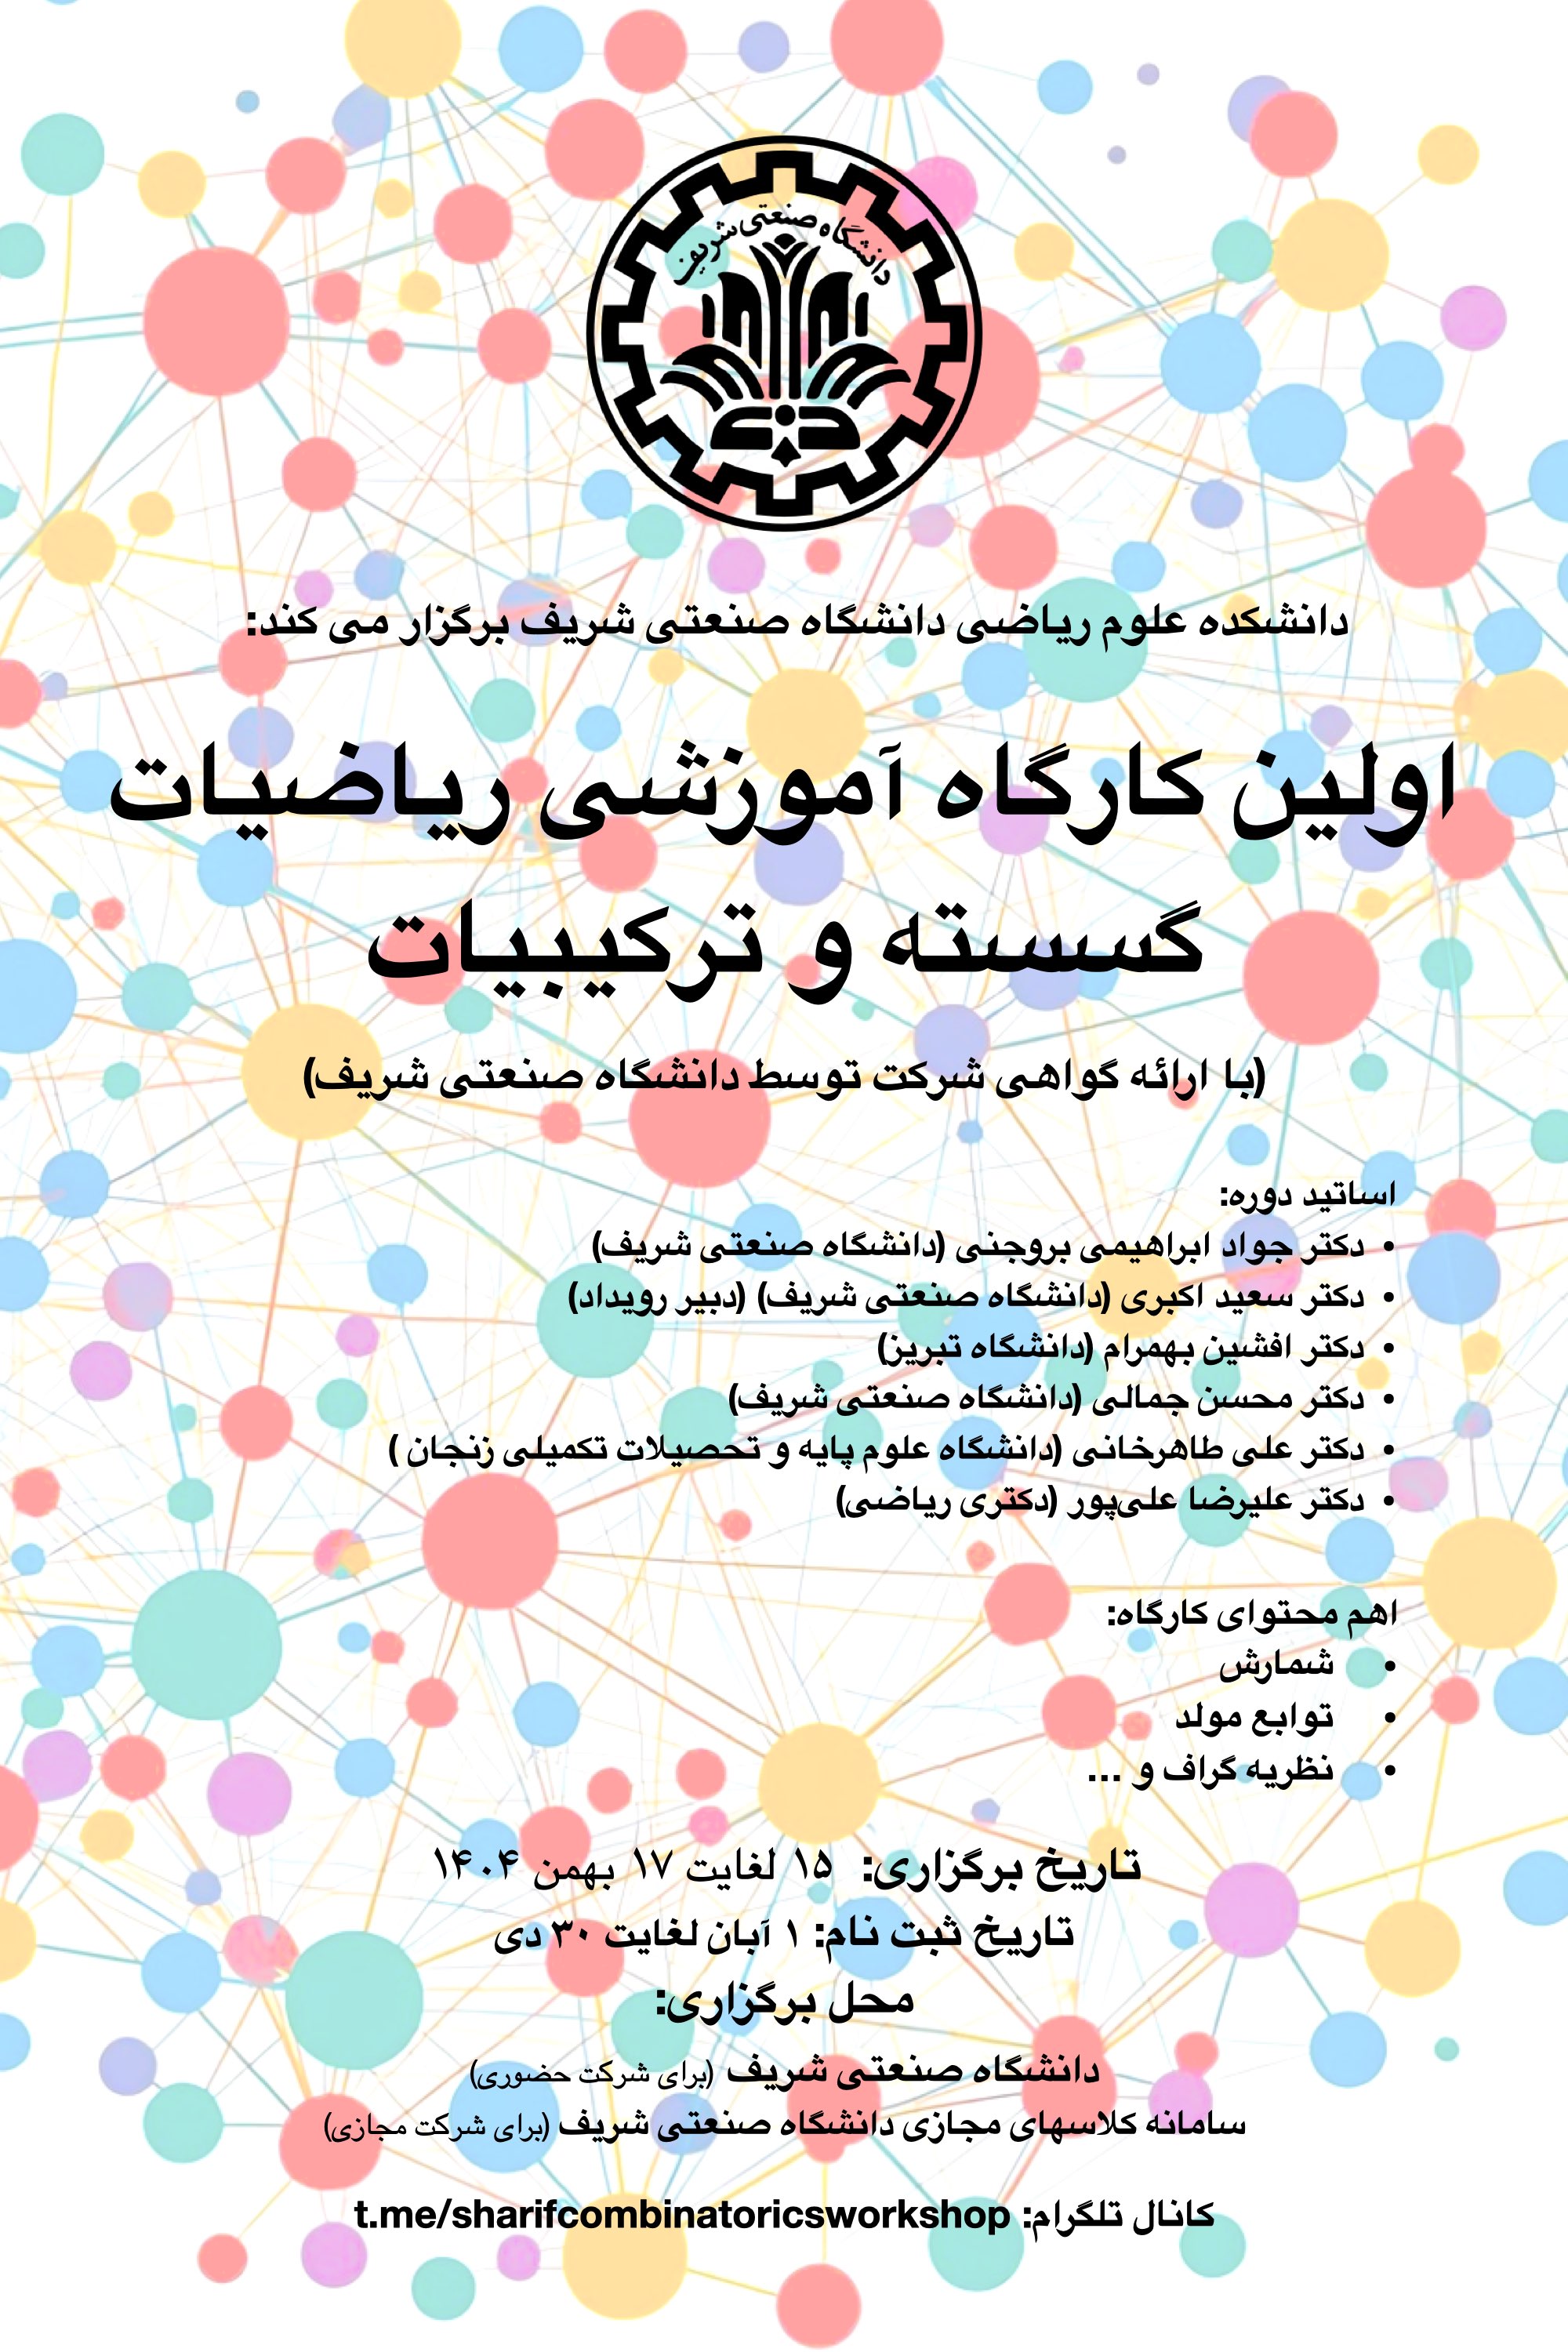 دانشگاه صنعتی شریف
دانشکده علوم ریاضی دانشگاه صنعتی شریف برگزار می کند:
اولین کارگاه آموزشی ریاضیات
گسسته و ترکیبیات
(با ارائه گواهی شرکت توسط دانشگاه صنعتی شریف)
اساتید دوره:
• دکتر جواد ابراهیمی بروجنی (دانشگاه صنعتی شریف)
• دکتر سعید اکبری (دانشگاه صنعتی شریف) (دبیر رویداد)
• دکتر افشین بهمرام (دانشگاه تبریز)
• دکتر محسن جمالی (دانشگاه صنعتی شریف)
• دکتر علی طاهرخانی (دانشگاه علوم پایه و تحصیلات تکمیلی زنجان )
• دکتر علیرضا علی‌پور (دکتری ریاضی)
اهم محتوای کارگاه:
• شمارش
• توابع مولد
• نظریه گراف و ...
تاریخ برگزاری: ۱۵ لغایت ۱۷ بهمن ۱۴۰۴
تاریخ ثبت نام: ۱ آبان لغایت ۳۰ دی
محل برگزاری:
دانشگاه صنعتی شریف (برای شرکت حضوری)
سامانه کلاسهای مجازی دانشگاه صنعتی شریف (برای شرکت مجازی)
کانال تلگرام: t.me/sharifcombinatoricsworkshop